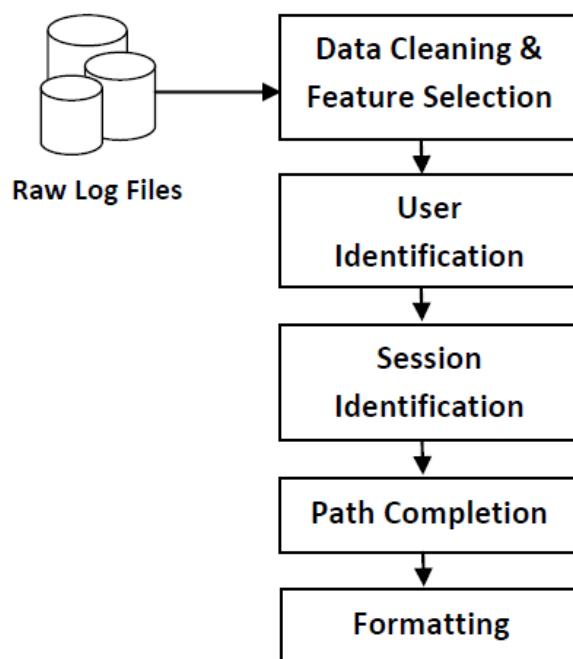 Data Cleaning &
Feature Selection
Raw Log Files
User
Identification
Session
Identification
Path Completion
Formatting